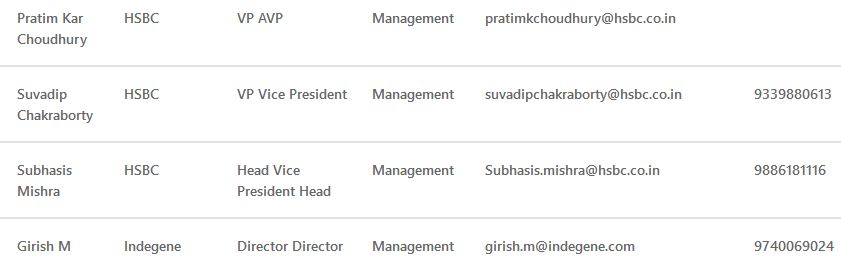 Pratim Kar HSBC VP AVP Management pratimkchoudhury@hsbc.co.in
Choudhury
Suvadip HSBC VP Vice President Management suvadipchakraborty@hsbc.co.in 9339880613
Chakraborty
Subhasis HSBC Head Vice Management Subhasis.mishra@hsbc.co.in 9886181116
Mishra President Head
Girish M Indegene Director Director Management girish.m@indegene.com 9740069024